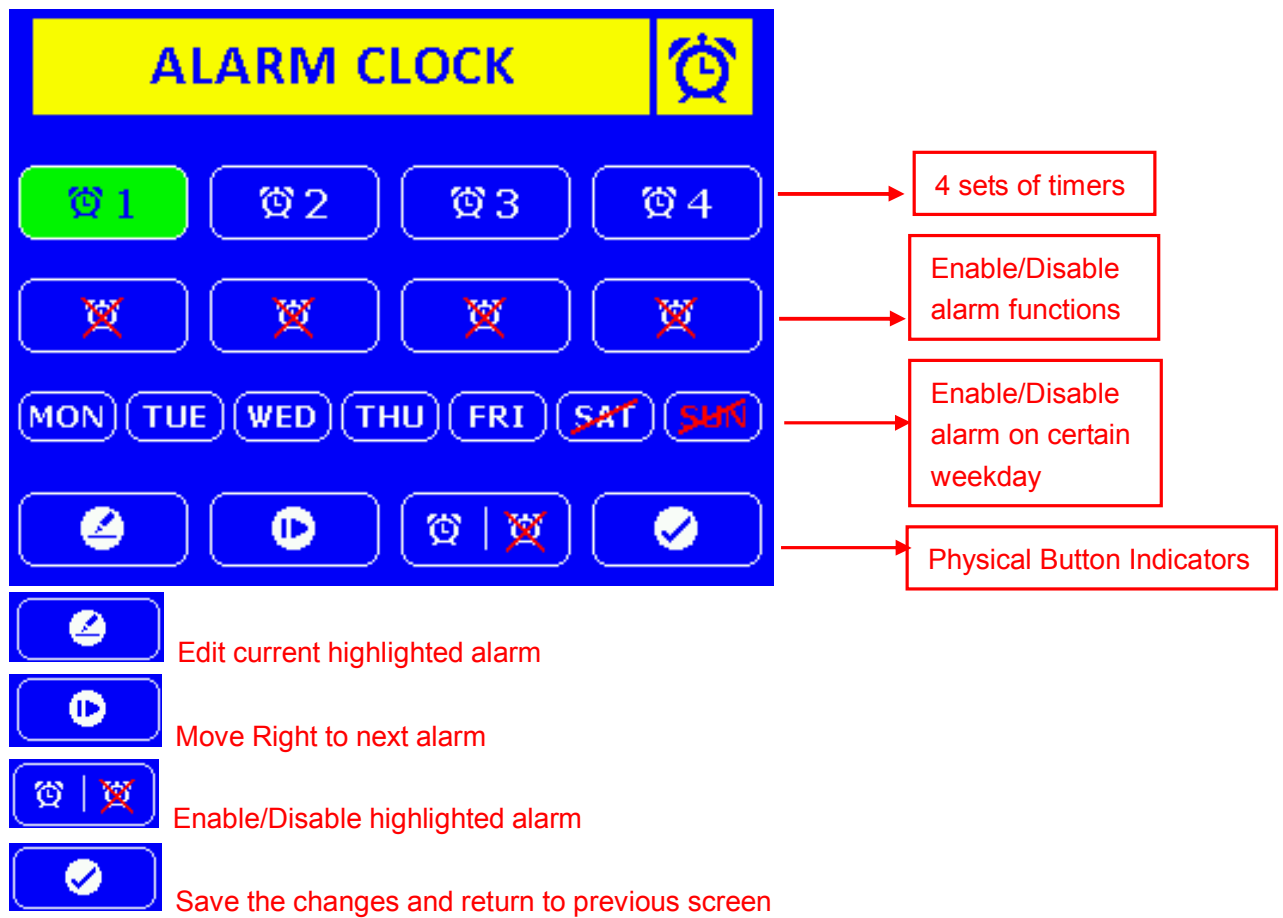 ALARM CLOCK
1 2 3 4
4 sets of timers
Enable/Disable
alarm functions
MON TUE WED THU FRI SAT SUN
Enable/Disable
alarm on certain
weekday
Physical Button Indicators
Edit current highlighted alarm
Move Right to next alarm
Enable/Disable highlighted alarm
Save the changes and return to previous screen